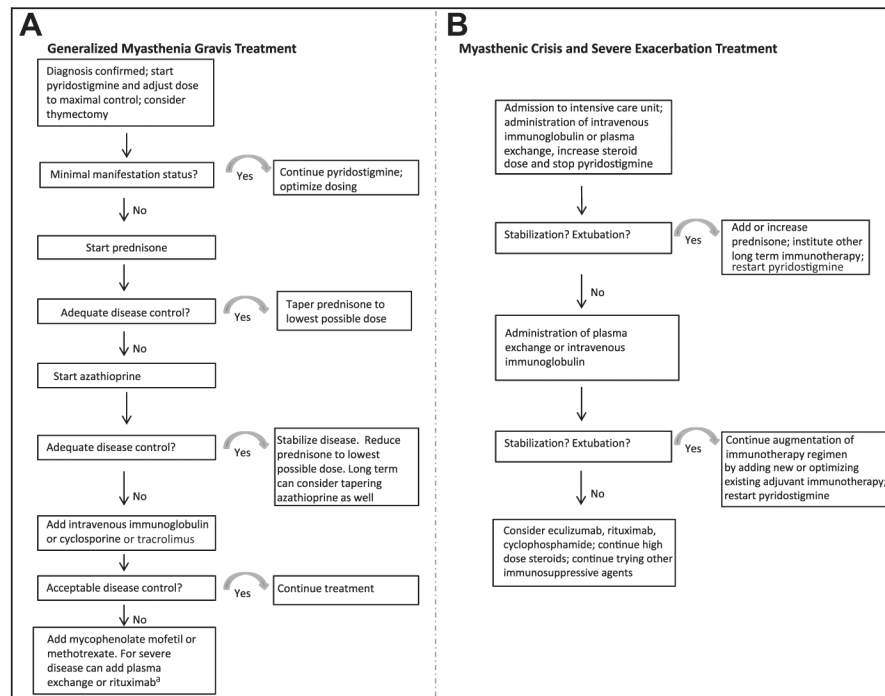 A
Generalized Myasthenia Gravis Treatment
Diagnosis confirmed; start
pyridostigmine and adjust dose
to maximal control; consider
thymectomy
Minimal manifestation status?
Yes
Continue pyridostigmine;
optimize dosing
No
Start prednisone
Adequate disease control?
Yes
Taper prednisone to
lowest possible dose
No
Start azathioprine
Adequate disease control?
Yes
Stabilize disease. Reduce
prednisone to lowest
possible dose. Long term
can consider tapering
azathioprine as well
No
Add intravenous immunoglobulin
or cyclosporine or tracrolimus
Acceptable disease control?
Yes
Continue treatment
No
Add mycophenolate mofetil or
methotrexate. For severe
disease can add plasma
exchange or rituximabª
B
Myasthenic Crisis and Severe Exacerbation Treatment
Admission to intensive care unit;
administration of intravenous
immunoglobulin or plasma
exchange, increase steroid
dose and stop pyridostigmine
Stabilization? Extubation?
Yes
Add or increase
prednisone; institute other
long term immunotherapy;
restart pyridostigmine
No
Administration of plasma
exchange or intravenous
immunoglobulin
Stabilization? Extubation?
Yes
Continue augmentation of
immunotherapy regimen
by adding new or optimizing
existing adjuvant immunotherapy;
restart pyridostigmine
No
Consider eculizumab, rituximab,
cyclophosphamide; continue high
dose steroids; continue trying other
immunosuppressive agents